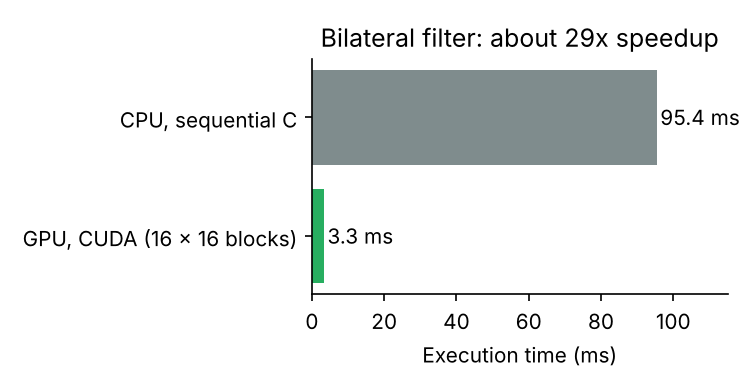 Bilateral filter: about 29x speedup
CPU, sequential C
95.4 ms
GPU, CUDA (16 × 16 blocks)
3.3 ms
0 20 40 60 80 100
Execution time (ms)